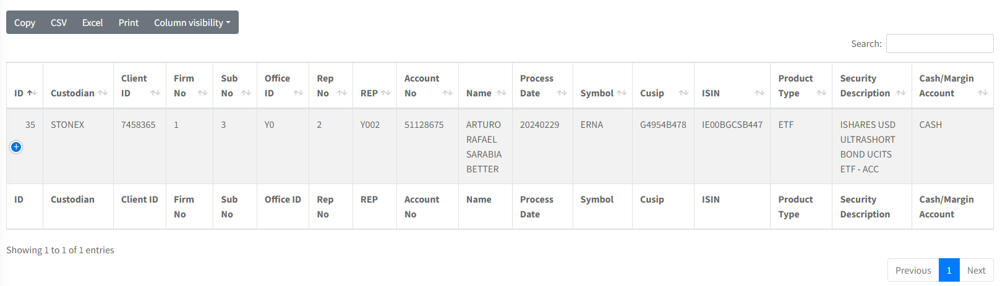 Copy CSV Excel Print Column visibility
Search:
ID Custodian Client ID Firm No Sub No Office ID Rep No REP Account No Name Process Date Symbol Cusip ISIN Product Type Security Description Cash/Margin Account
35 STONEX 7458365 1 3 Y0 2 Y002 51128675 ARTURO 20240229 ERNA G4954B478 IE00BGCSB447 ETF ISHARES USD CASH
RAFAEL ULTRASHORT
SARABIA BOND UCITS
BETTER ETF - ACC
ID Custodian Client ID Firm No Sub No Office ID Rep No REP Account No Name Process Date Symbol Cusip ISIN Product Type Security Description Cash/Margin Account
Showing 1 to 1 of 1 entries
Previous 1 Next